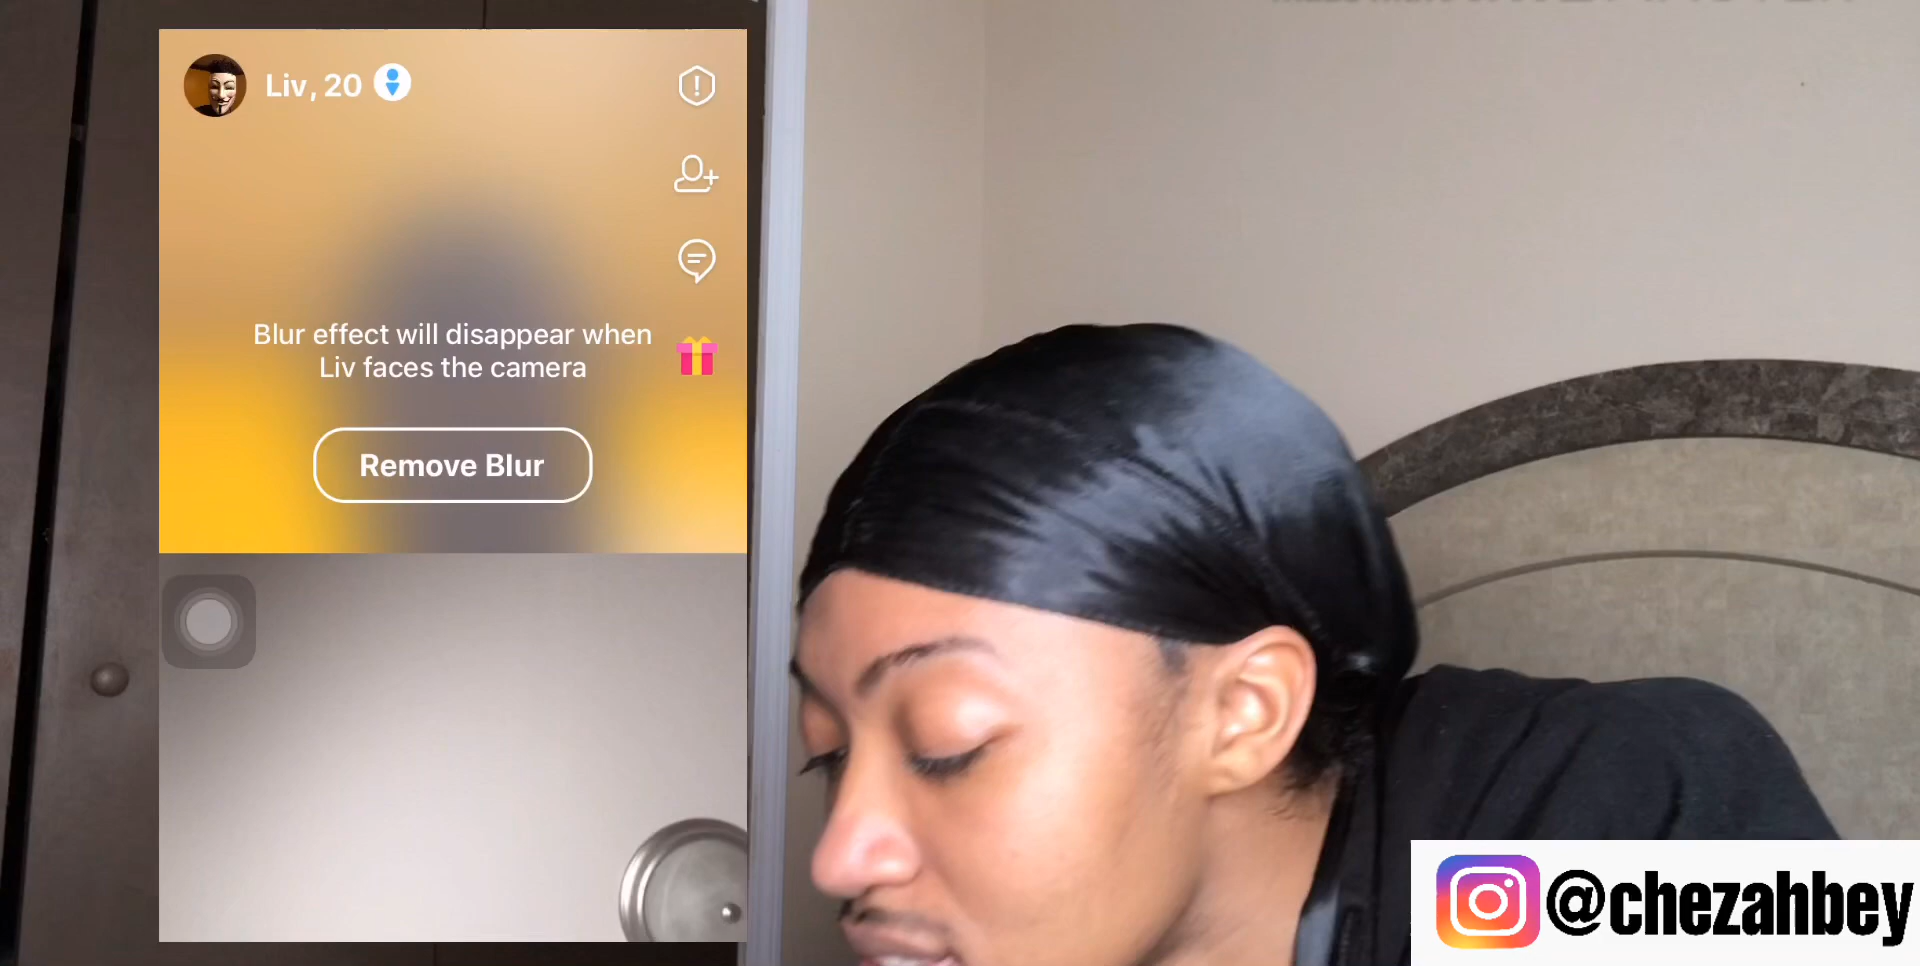 Liv, 20
Blur effect will disappear when
Liv faces the camera
Remove Blur
@chezahbey